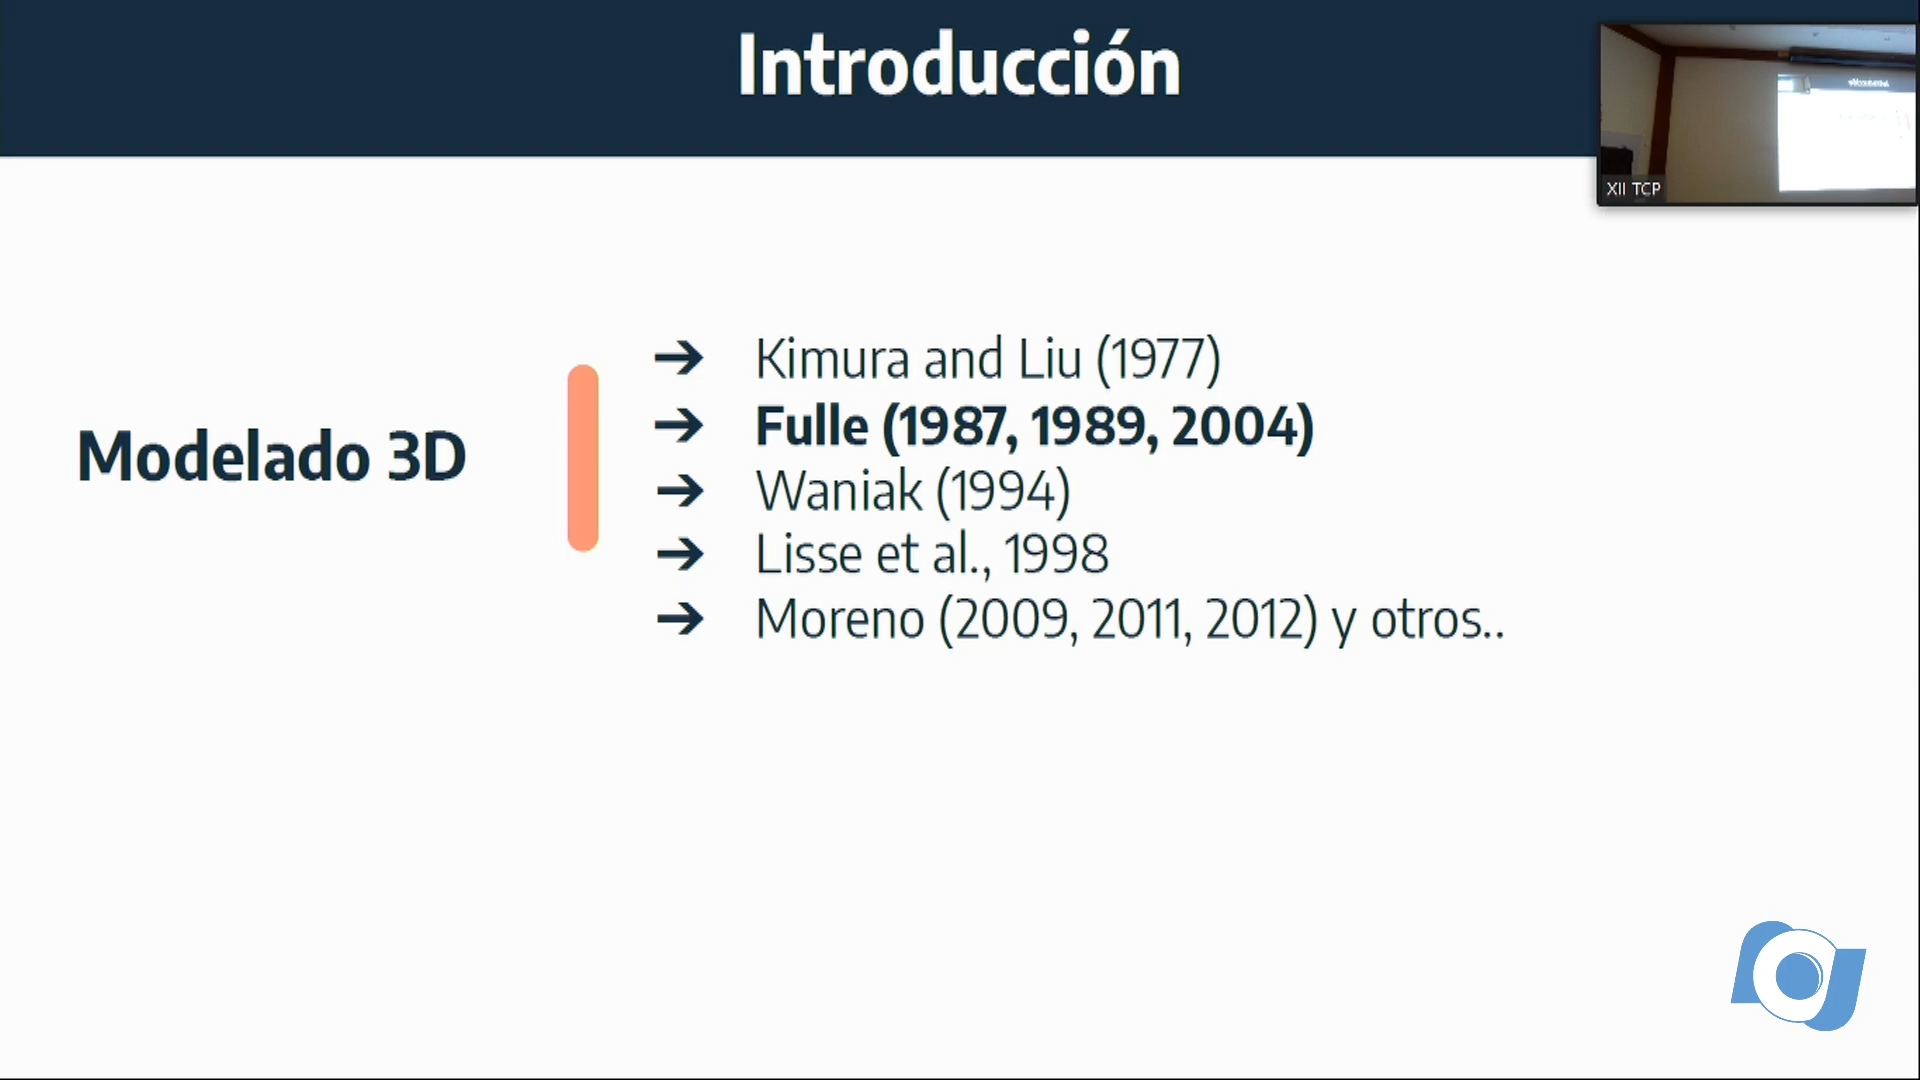 Introducción
XII TCP
Modelado 3D
➔ Kimura and Liu (1977)
➔ Fulle (1987, 1989, 2004)
➔ Waniak (1994)
➔ Lisse et al., 1998
➔ Moreno (2009, 2011, 2012) y otros..